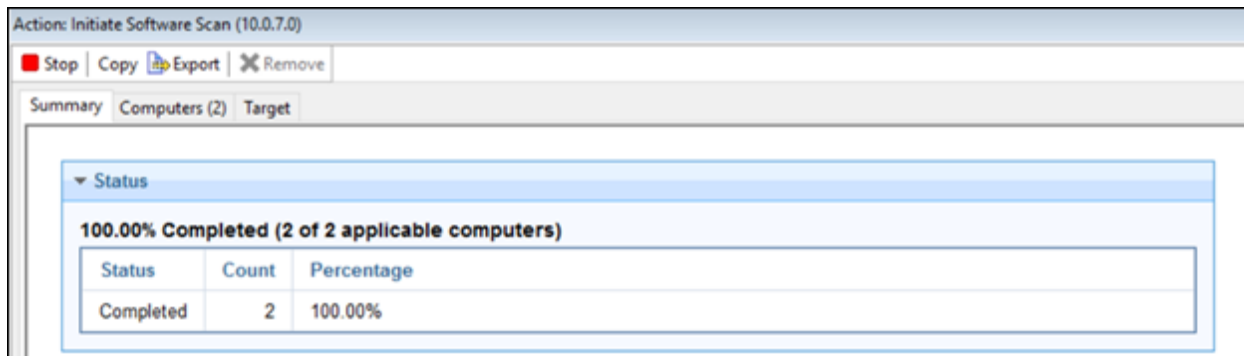 Action: Initiate Software Scan (10.0.7.0)
Stop Copy Export Remove
Summary Computers (2) Target
Status
100.00% Completed (2 of 2 applicable computers)
Status Count Percentage
Completed 2 100.00%